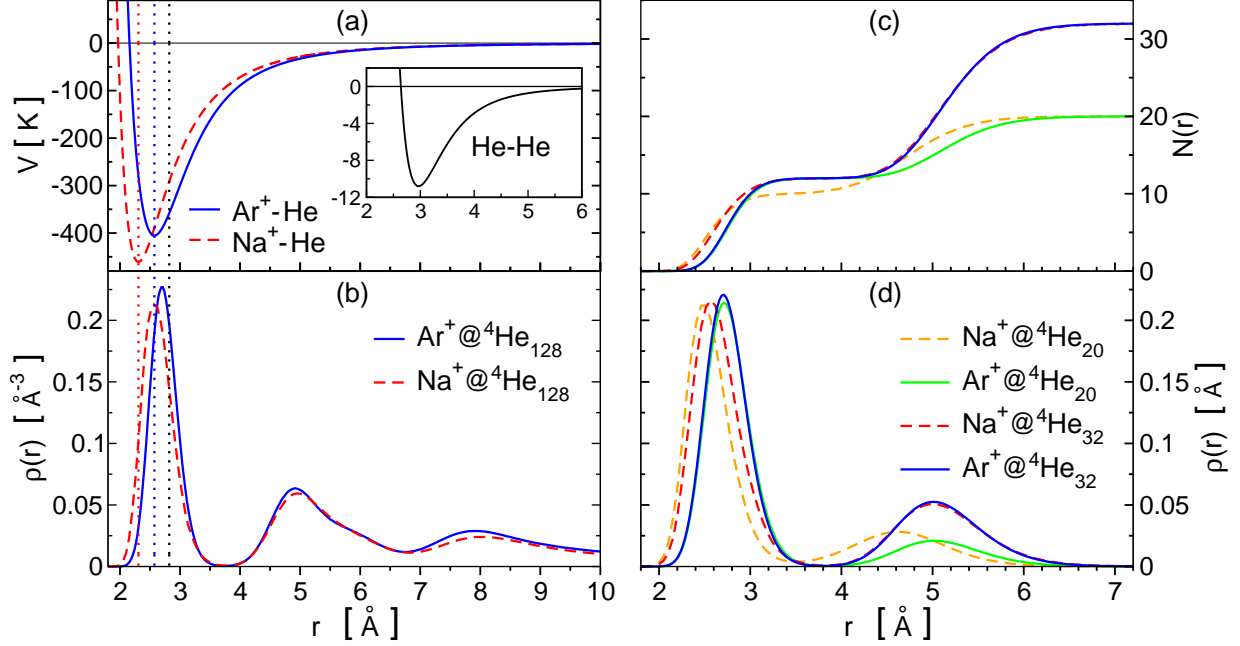 (a)
0
-100
-200
-300
-400
V [ K ]
Ar⁺-He
Na⁺-He
0
-4
-8
-12
2 3 4 5 6
He-He
(b)
0.2
0.15
0.1
0.05
0
ρ(r) [ Å⁻³ ]
Ar⁺@⁴He₁₂₈
Na⁺@⁴He₁₂₈
2 3 4 5 6 7 8 9 10
r [ Å ]
(c)
30
20
10
0
N(r)
(d)
0.2
0.15
0.1
0.05
0
ρ(r) [ Å ]
Na⁺@⁴He₂₀
Ar⁺@⁴He₂₀
Na⁺@⁴He₃₂
Ar⁺@⁴He₃₂
2 3 4 5 6 7
r [ Å ]